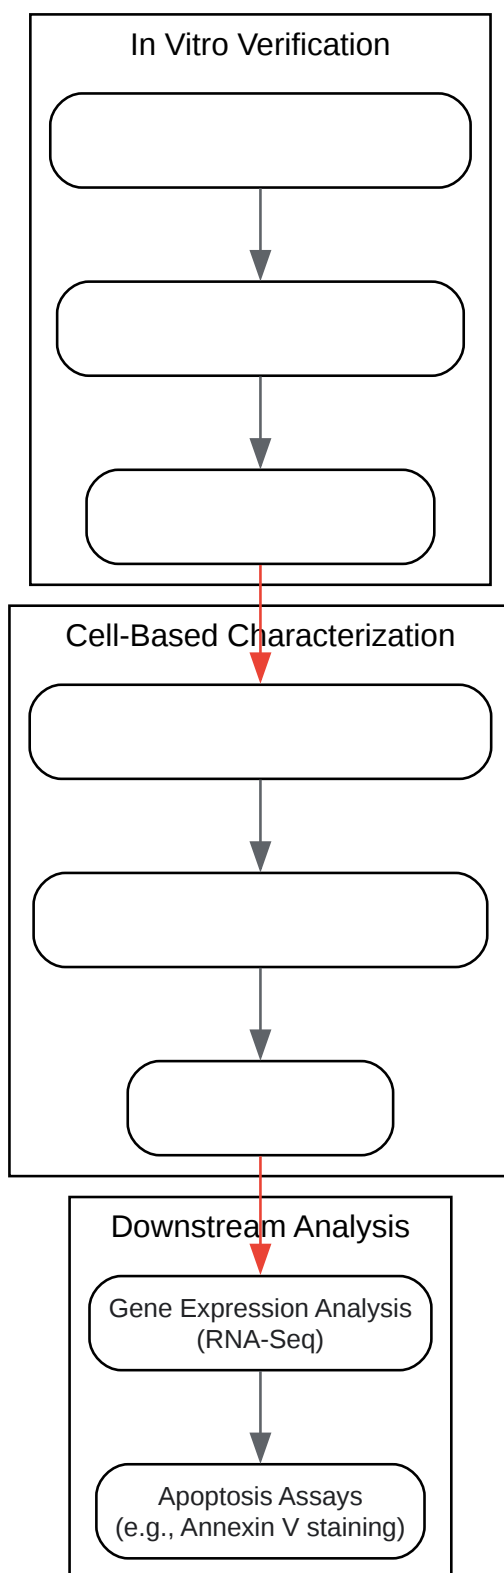 In Vitro Verification
Cell-Based Characterization
Downstream Analysis
Gene Expression Analysis
(RNA-Seq)
Apoptosis Assays
(e.g., Annexin V staining)